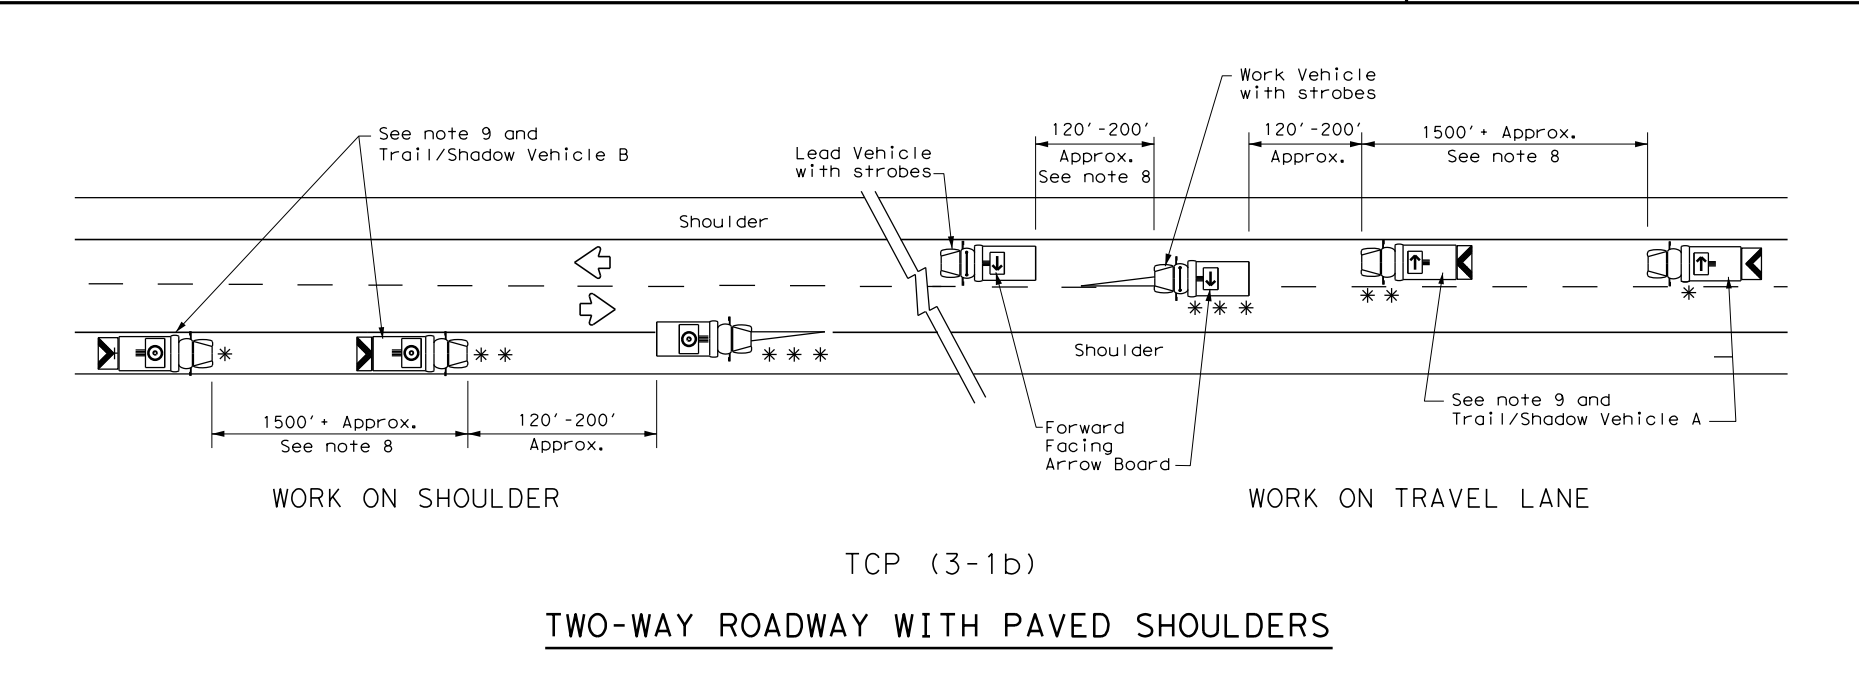 Work Vehicle
with strobes
See note 9 and
Trail/Shadow Vehicle B
120'-200'
Approx.
See note 8
120'-200'
Approx.
1500'+ Approx.
See note 8
Lead Vehicle
with strobes
Shoulder
* * *
* *
*
*
* *
* * *
Shoulder
1500'+ Approx.
See note 8
120'-200'
Approx.
See note 9 and
Trail/Shadow Vehicle A
Forward
Facing
Arrow Board
WORK ON SHOULDER
WORK ON TRAVEL LANE
TCP (3-1b)
TWO-WAY ROADWAY WITH PAVED SHOULDERS